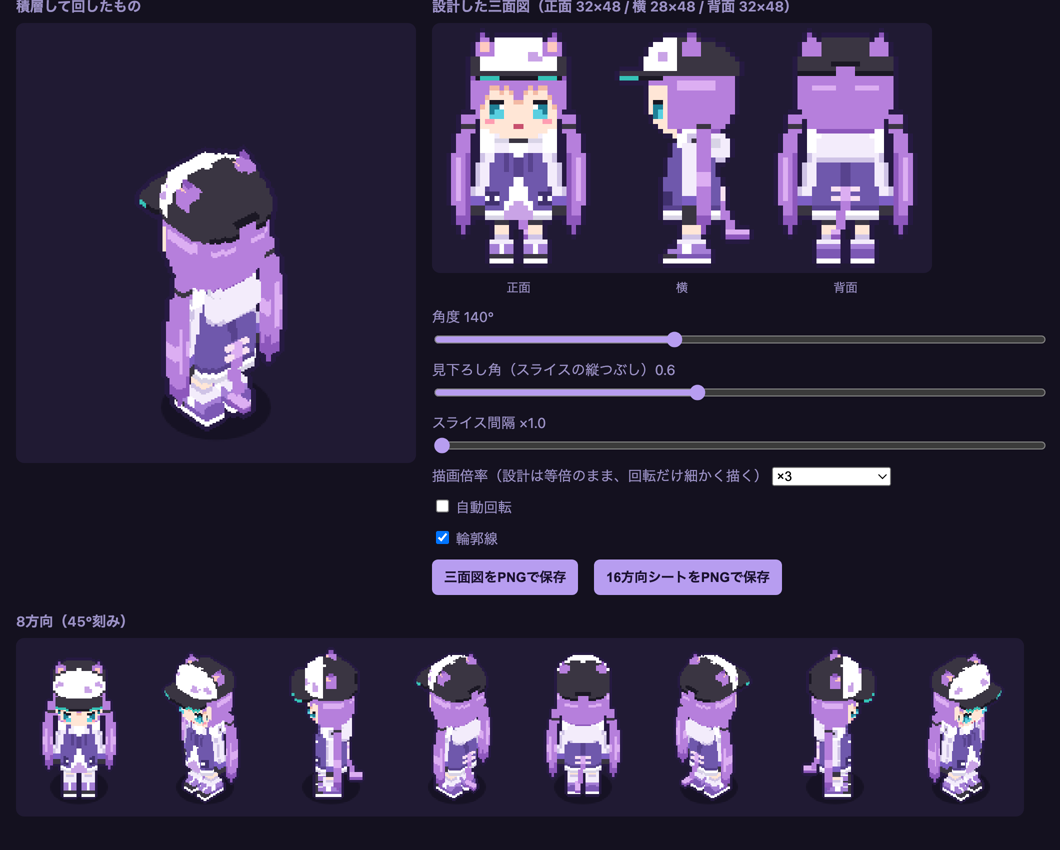 積層して回したもの
設計した三面図（正面 32×48 / 横 28×48 / 背面 32×48）
正面
横
背面
角度 140°
見下ろし角（スライスの縦つぶし）0.6
スライス間隔 ×1.0
描画倍率（設計は等倍のまま、回転だけ細かく描く）
×3
自動回転
輪郭線
三面図をPNGで保存
16方向シートをPNGで保存
8方向（45°刻み）